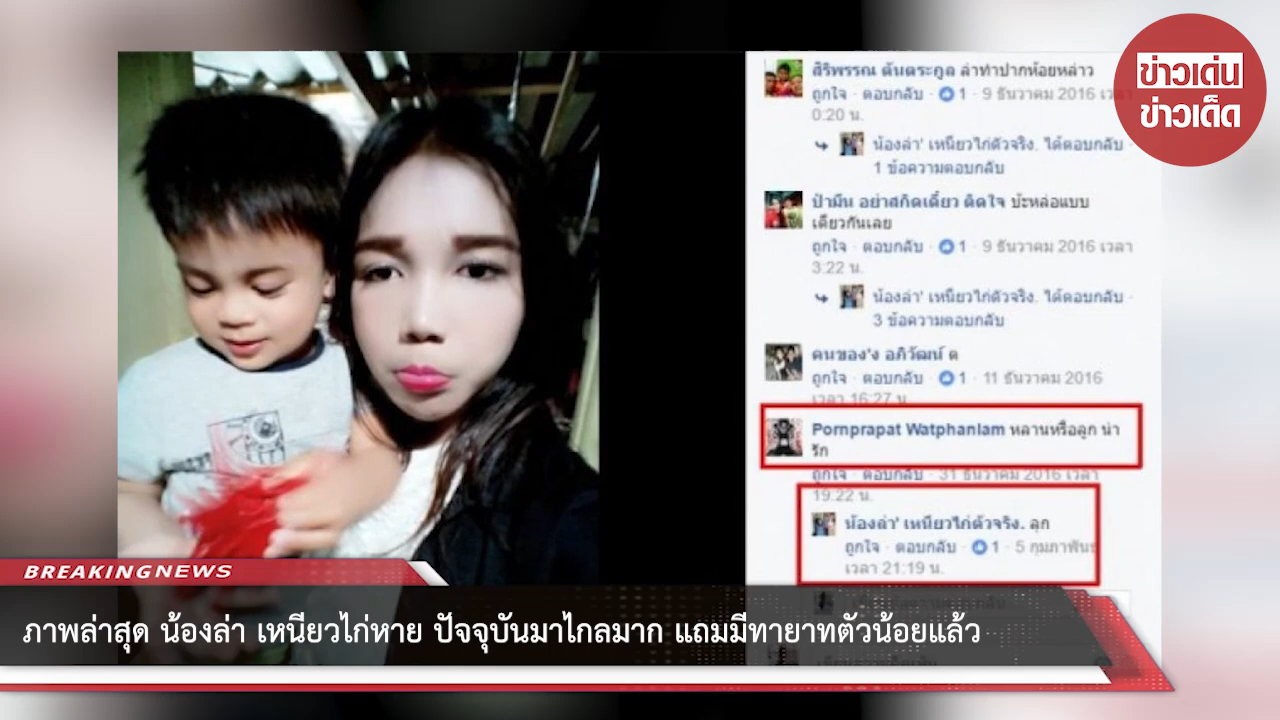 ข่าวเด่น
ข่าวเด็ด
สิริพรรณ ตันตระกูล ล่าทำปากห้อยหล่าว
ถูกใจ · ตอบกลับ · 1 · 9 ธันวาคม 2016 เวลา
0:20 น.
น้องล่า' เหนียวไก่ตัวจริง. ได้ตอบกลับ ·
1 ข้อความตอบกลับ
ป๋ามืน อย่าสกิดเดี๋ยว ติดใจ บ๊ะหล่อแบบ
เดียวกันเลย
ถูกใจ · ตอบกลับ · 1 · 9 ธันวาคม 2016 เวลา
3:22 น.
น้องล่า' เหนียวไก่ตัวจริง. ได้ตอบกลับ ·
3 ข้อความตอบกลับ
คนของ'ง อภิวัฒน์ ต
ถูกใจ · ตอบกลับ · 1 · 11 ธันวาคม 2016
เวลา 16:27 น.
Pornprapat Watphanlam หลานหรือลูก น่า
รัก
ถูกใจ · ตอบกลับ · 31 ธันวาคม 2016 เวลา
19:22 น.
น้องล่า' เหนียวไก่ตัวจริง. ลูก
ถูกใจ · ตอบกลับ · 1 · 5 กุมภาพันธ์
เวลา 21:19 น.
BREAKING NEWS
ภาพล่าสุด น้องล่า เหนียวไก่หาย ปัจจุบันมาไกลมาก แถมมีทายาทตัวน้อยแล้ว